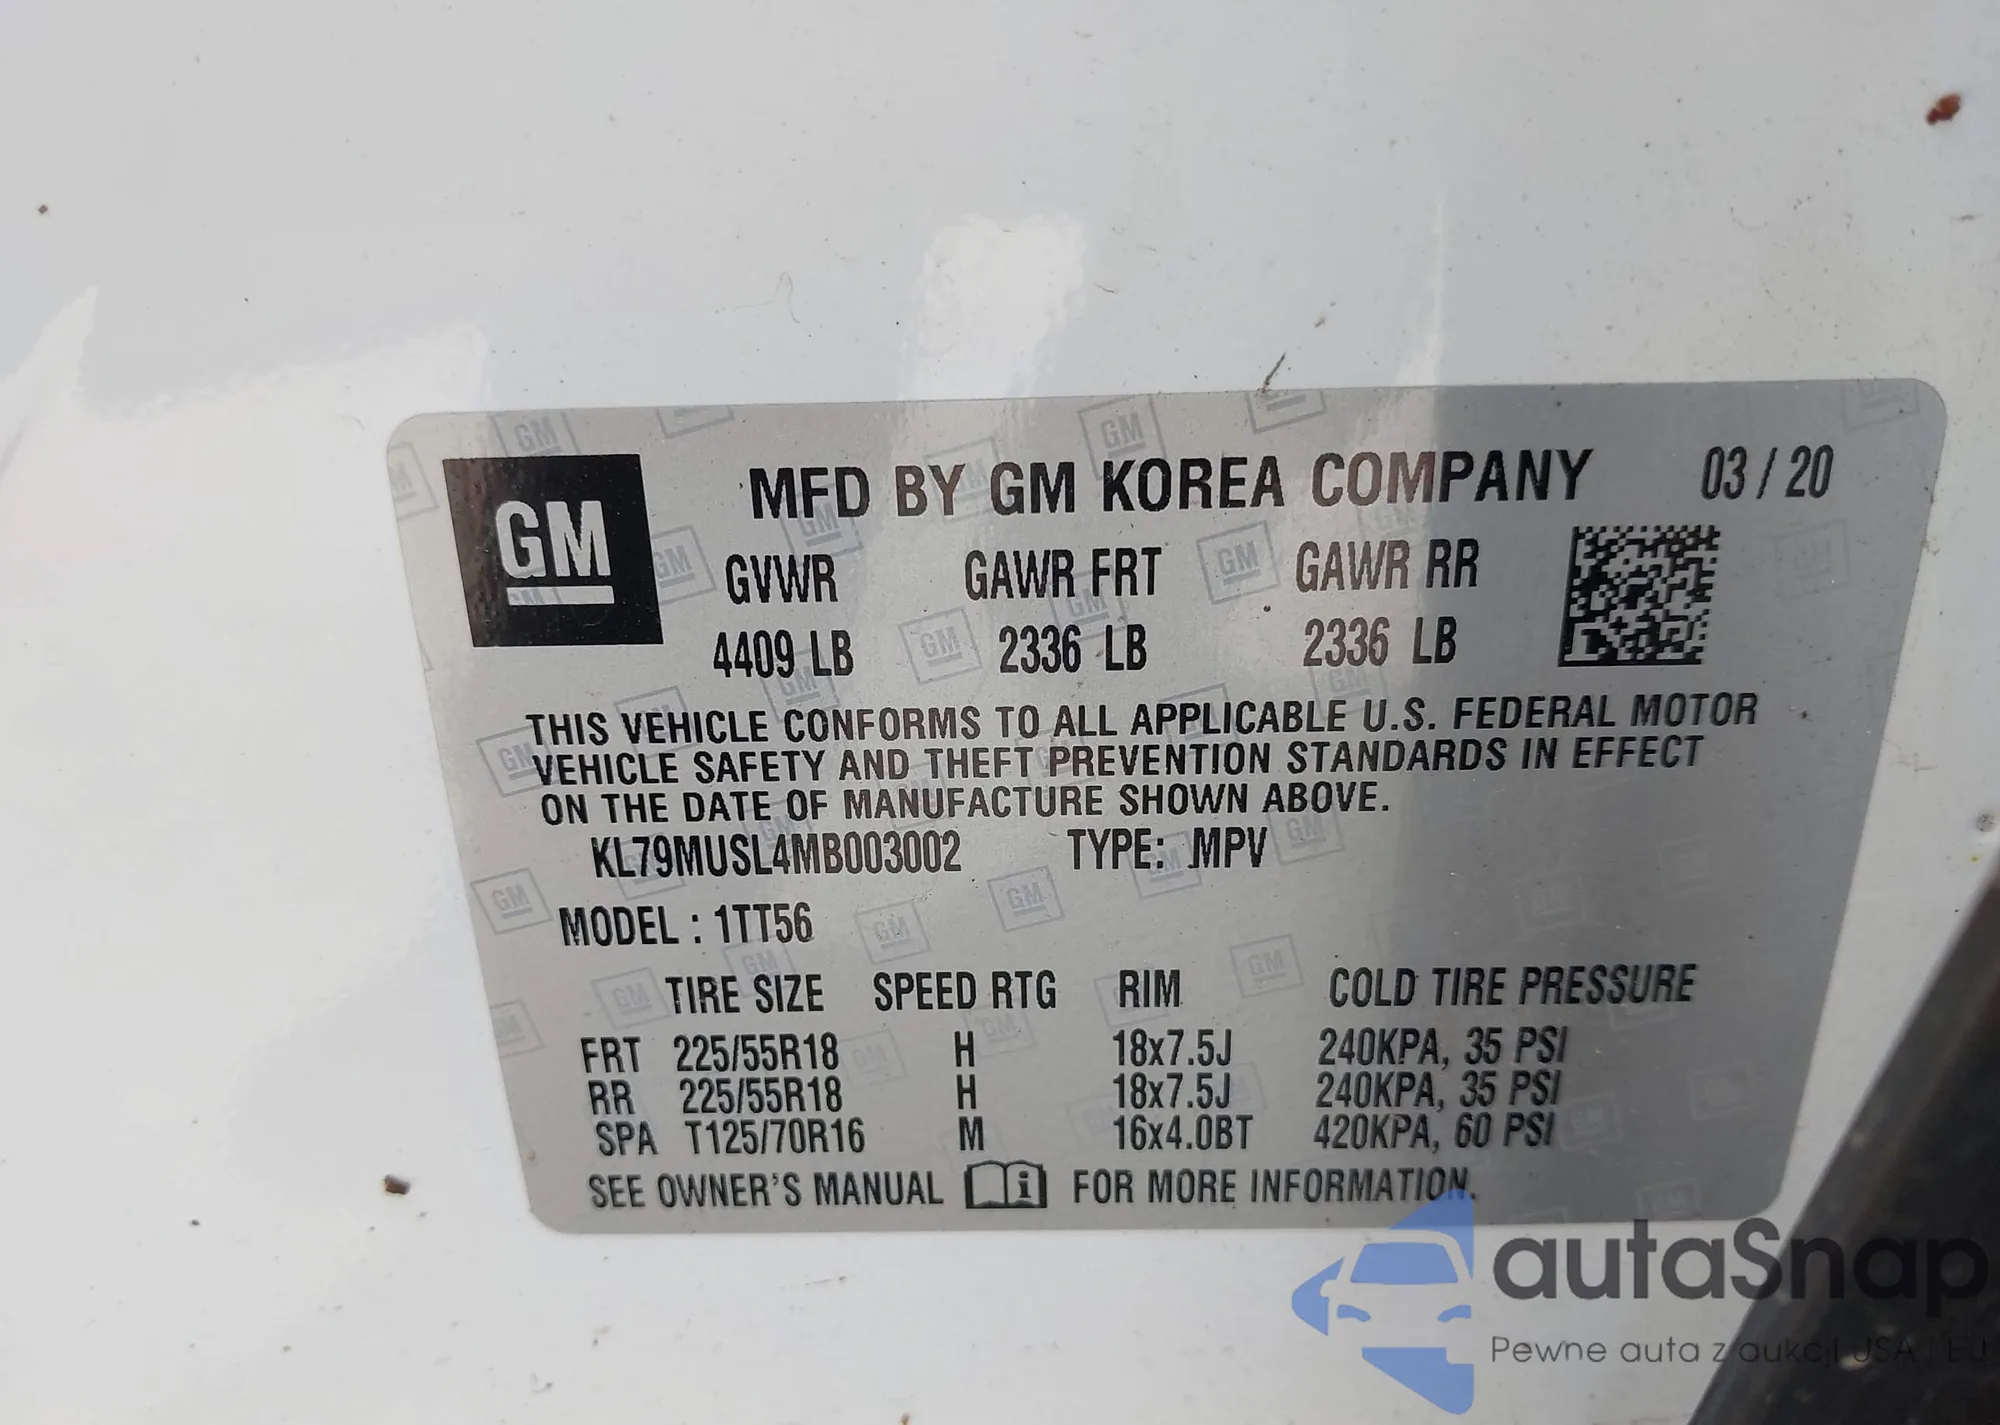 GM
MFD BY GM KOREA COMPANY 03 / 20
GVWR GAWR FRT GAWR RR
4409 LB 2336 LB 2336 LB
THIS VEHICLE CONFORMS TO ALL APPLICABLE U.S. FEDERAL MOTOR
VEHICLE SAFETY AND THEFT PREVENTION STANDARDS IN EFFECT
ON THE DATE OF MANUFACTURE SHOWN ABOVE.
KL79MUSL4MB003002 TYPE: MPV
MODEL : 1TT56
TIRE SIZE SPEED RTG RIM COLD TIRE PRESSURE
FRT 225/55R18 H 18x7.5J 240KPA, 35 PSI
RR 225/55R18 H 18x7.5J 240KPA, 35 PSI
SPA T125/70R16 M 16x4.0BT 420KPA, 60 PSI
SEE OWNER'S MANUAL i FOR MORE INFORMATION.
autaSnap
Pewne auta z aukcji USA i EU